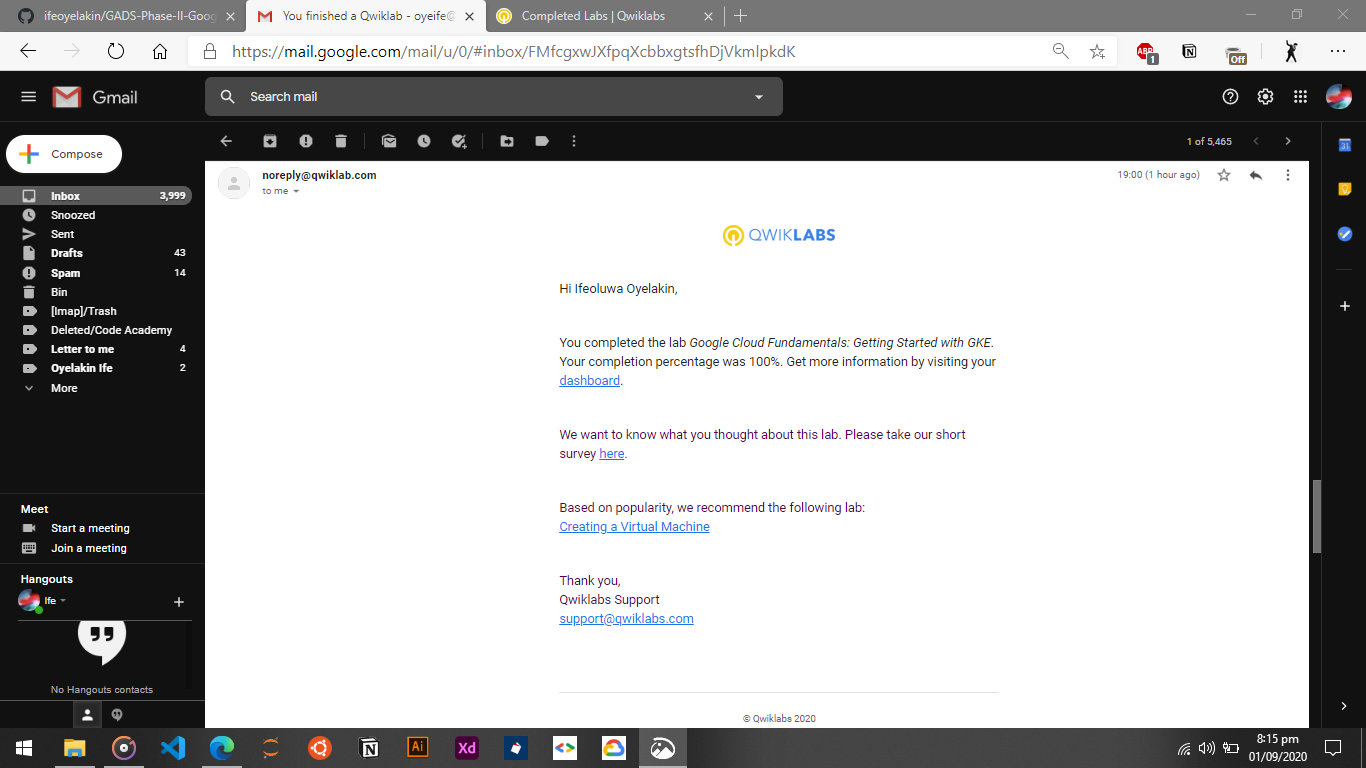 ifeoyelakin/GADS-Phase-II-Goog
You finished a Qwiklab - oyeife@
Completed Labs | Qwiklabs
https://mail.google.com/mail/u/0/#inbox/FMfcgxwJXfpqXcbbxgtsfhDjVkmIpkdK
ABP
1
Off
Gmail
Search mail
Compose
1 of 5,465
31
Inbox 3,999
Snoozed
Sent
Drafts 43
Spam 14
Bin
[Imap]/Trash
Deleted/Code Academy
Letter to me 4
Oyelakin Ife 2
More
Meet
Start a meeting
Join a meeting
Hangouts
Ife
No Hangouts contacts
noreply@qwiklab.com
to me
19:00 (1 hour ago)
QWIKLABS
Hi Ifeoluwa Oyelakin,
You completed the lab Google Cloud Fundamentals: Getting Started with GKE.
Your completion percentage was 100%. Get more information by visiting your
dashboard.
We want to know what you thought about this lab. Please take our short
survey here.
Based on popularity, we recommend the following lab:
Creating a Virtual Machine
Thank you,
Qwiklabs Support
support@qwiklabs.com
© Qwiklabs 2020
Ai
Xd
8:15 pm
01/09/2020